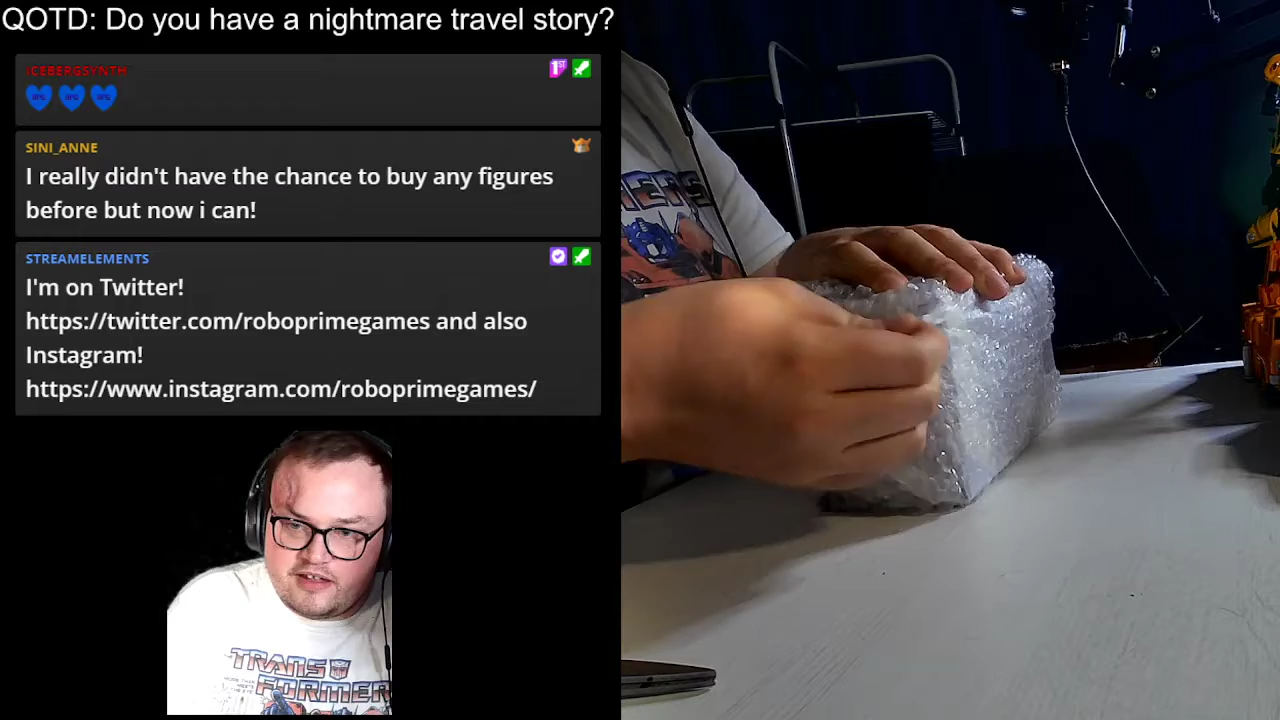 QOTD: Do you have a nightmare travel story?
ICEBERGSYNTH
SINI_ANNE
I really didn't have the chance to buy any figures
before but now i can!
STREAMELEMENTS
I'm on Twitter!
https://twitter.com/roboprimegames and also
Instagram!
https://www.instagram.com/roboprimegames/
TRANS
FORMER